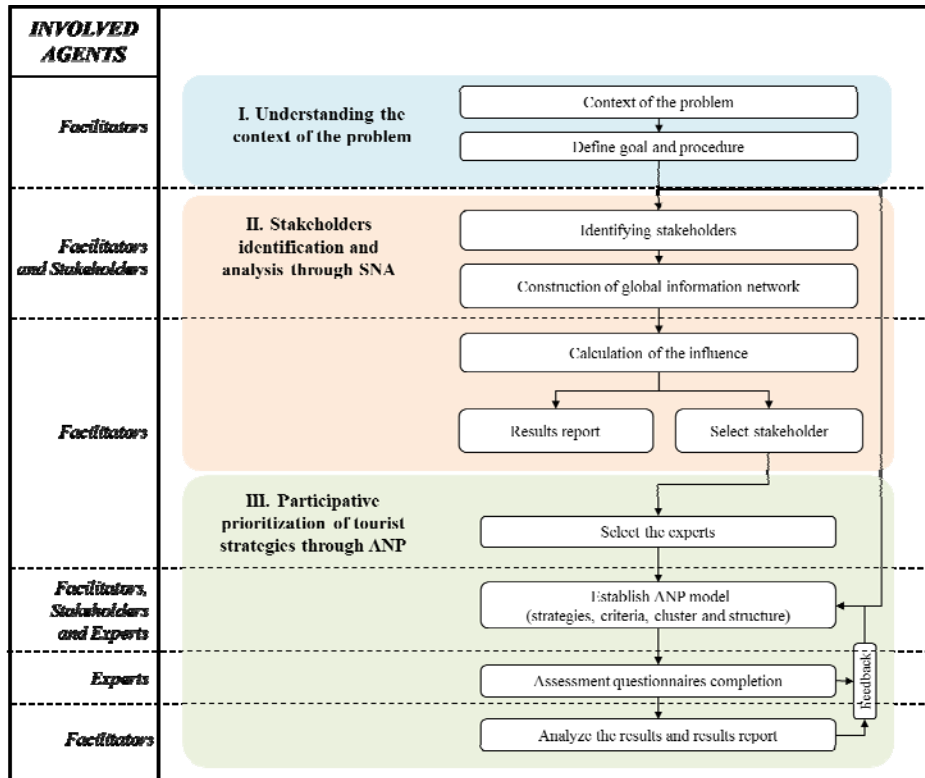 INVOLVED
AGENTS
Facilitators
I. Understanding the
context of the problem
Context of the problem
Define goal and procedure
Facilitators
and Stakeholders
II. Stakeholders
identification and
analysis through SNA
Identifying stakeholders
Construction of global information network
Facilitators
Calculation of the influence
Results report
Select stakeholder
III. Participative
prioritization of tourist
strategies through ANP
Select the experts
Facilitators,
Stakeholders
and Experts
Establish ANP model
(strategies, criteria, cluster and structure)
Experts
Assessment questionnaires completion
Feedback
Facilitators
Analyze the results and results report